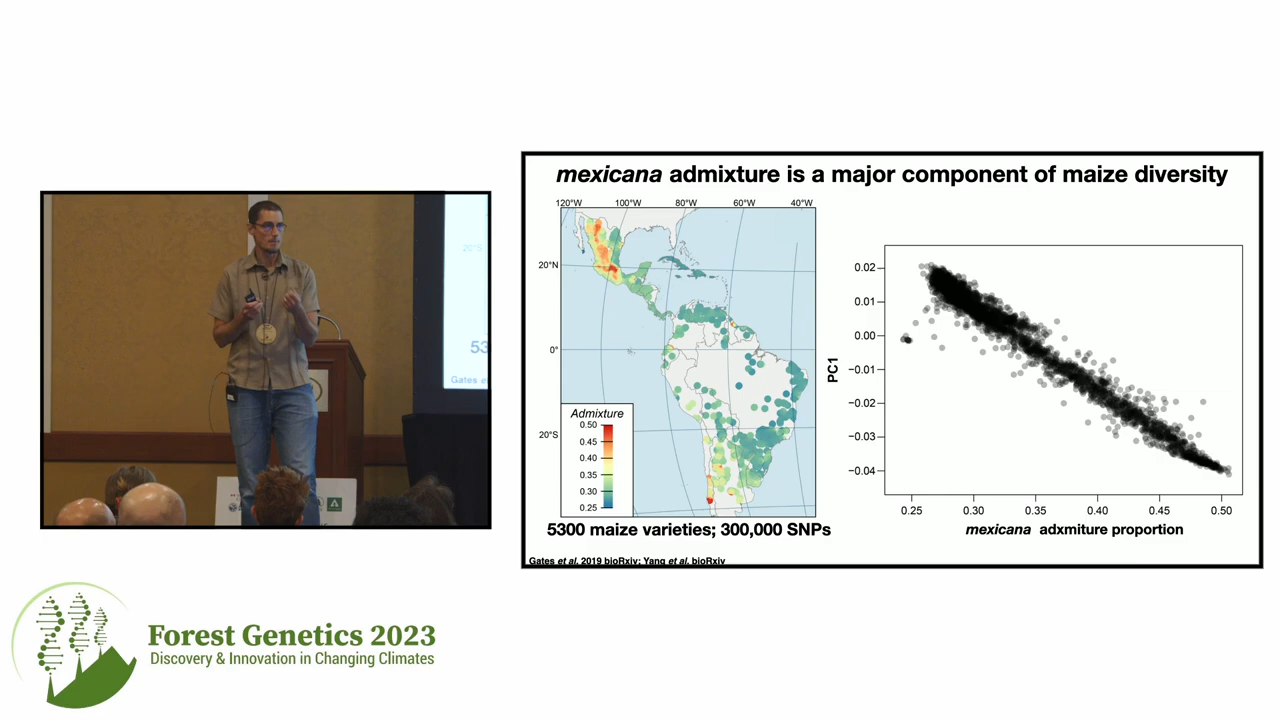 mexicana admixture is a major component of maize diversity
120°W 100°W 80°W 60°W 40°W
20°N
0°
20°S
Admixture
0.50
0.45
0.40
0.35
0.30
0.25
5300 maize varieties; 300,000 SNPs
Gates et al. 2019 bioRxiv; Yang et al. bioRxiv
PC1
0.02
0.01
0.00
−0.01
−0.02
−0.03
−0.04
0.25 0.30 0.35 0.40 0.45 0.50
mexicana adxmiture proportion
20°S
53
Gates e
Forest Genetics 2023
Discovery & Innovation in Changing Climates